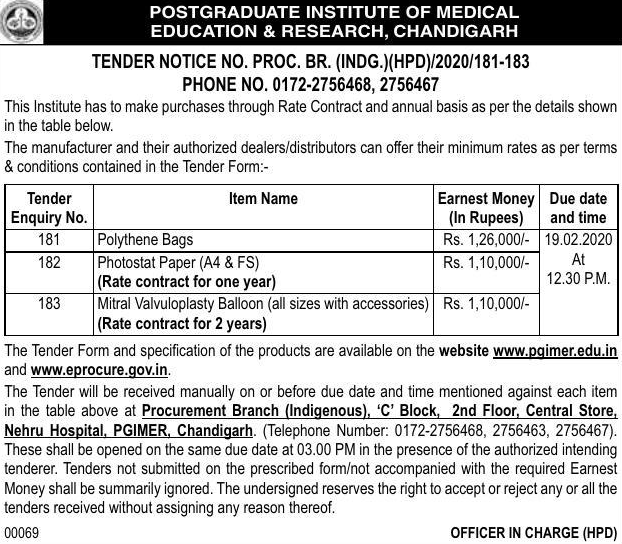 POSTGRADUATE INSTITUTE OF MEDICAL
EDUCATION & RESEARCH, CHANDIGARH
TENDER NOTICE NO. PROC. BR. (INDG.)(HPD)/2020/181-183
PHONE NO. 0172-2756468, 2756467
This Institute has to make purchases through Rate Contract and annual basis as per the details shown
in the table below.
The manufacturer and their authorized dealers/distributors can offer their minimum rates as per terms
& conditions contained in the Tender Form:-
Tender Enquiry No. Item Name Earnest Money (In Rupees) Due date and time
181 Polythene Bags Rs. 1,26,000/- 19.02.2020
182 Photostat Paper (A4 & FS) Rs. 1,10,000/- At
(Rate contract for one year) 12.30 P.M.
183 Mitral Valvuloplasty Balloon (all sizes with accessories) Rs. 1,10,000/-
(Rate contract for 2 years)
The Tender Form and specification of the products are available on the website www.pgimer.edu.in
and www.eprocure.gov.in.
The Tender will be received manually on or before due date and time mentioned against each item
in the table above at Procurement Branch (Indigenous), ‘C’ Block, 2nd Floor, Central Store,
Nehru Hospital, PGIMER, Chandigarh. (Telephone Number: 0172-2756468, 2756463, 2756467).
These shall be opened on the same due date at 03.00 PM in the presence of the authorized intending
tenderer. Tenders not submitted on the prescribed form/not accompanied with the required Earnest
Money shall be summarily ignored. The undersigned reserves the right to accept or reject any or all the
tenders received without assigning any reason thereof.
00069 OFFICER IN CHARGE (HPD)